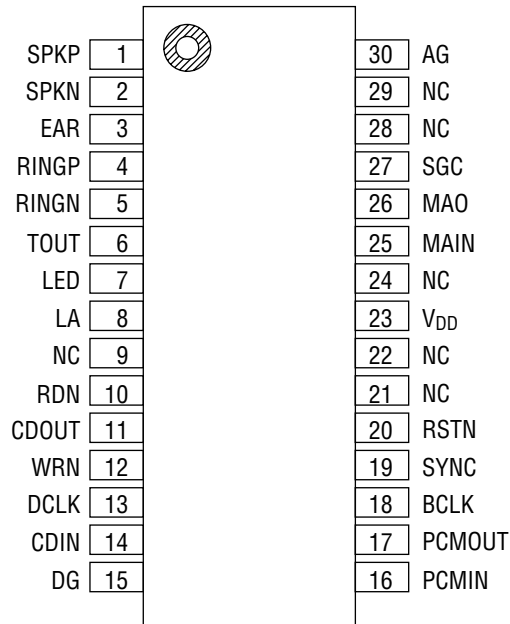 SPKP 1 30 AG
SPKN 2 29 NC
EAR 3 28 NC
RINGP 4 27 SGC
RINGN 5 26 MAO
TOUT 6 25 MAIN
LED 7 24 NC
LA 8 23 VDD
NC 9 22 NC
RDN 10 21 NC
CDOUT 11 20 RSTN
WRN 12 19 SYNC
DCLK 13 18 BCLK
CDIN 14 17 PCMOUT
DG 15 16 PCMIN